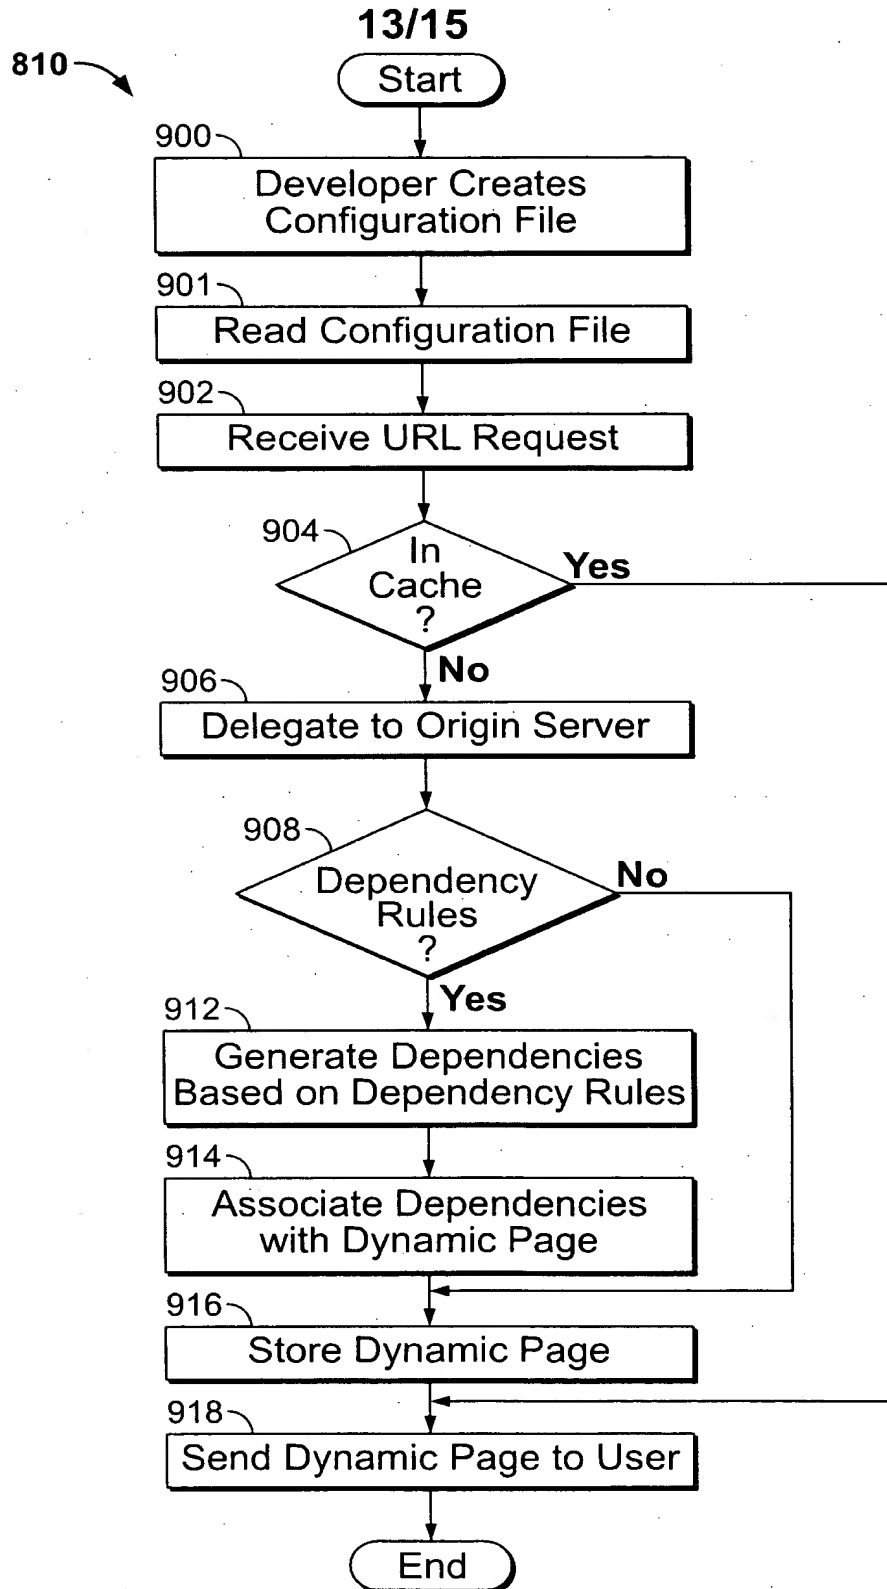 13/15
810
Start
900
Developer Creates
Configuration File
901
Read Configuration File
902
Receive URL Request
904
In
Cache
?
Yes
No
906
Delegate to Origin Server
908
Dependency
Rules
?
No
Yes
912
Generate Dependencies
Based on Dependency Rules
914
Associate Dependencies
with Dynamic Page
916
Store Dynamic Page
918
Send Dynamic Page to User
End